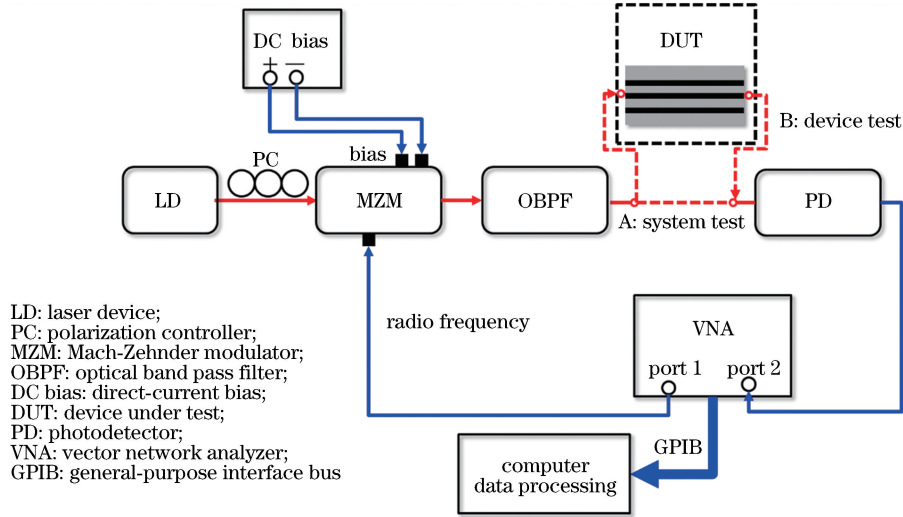 DC bias
+ −
DUT
B: device test
bias
PC
LD
MZM
OBPF
PD
A: system test
LD: laser device;
PC: polarization controller;
MZM: Mach-Zehnder modulator;
OBPF: optical band pass filter;
DC bias: direct-current bias;
DUT: device under test;
PD: photodetector;
VNA: vector network analyzer;
GPIB: general-purpose interface bus
radio frequency
VNA
port 1 port 2
GPIB
computer
data processing